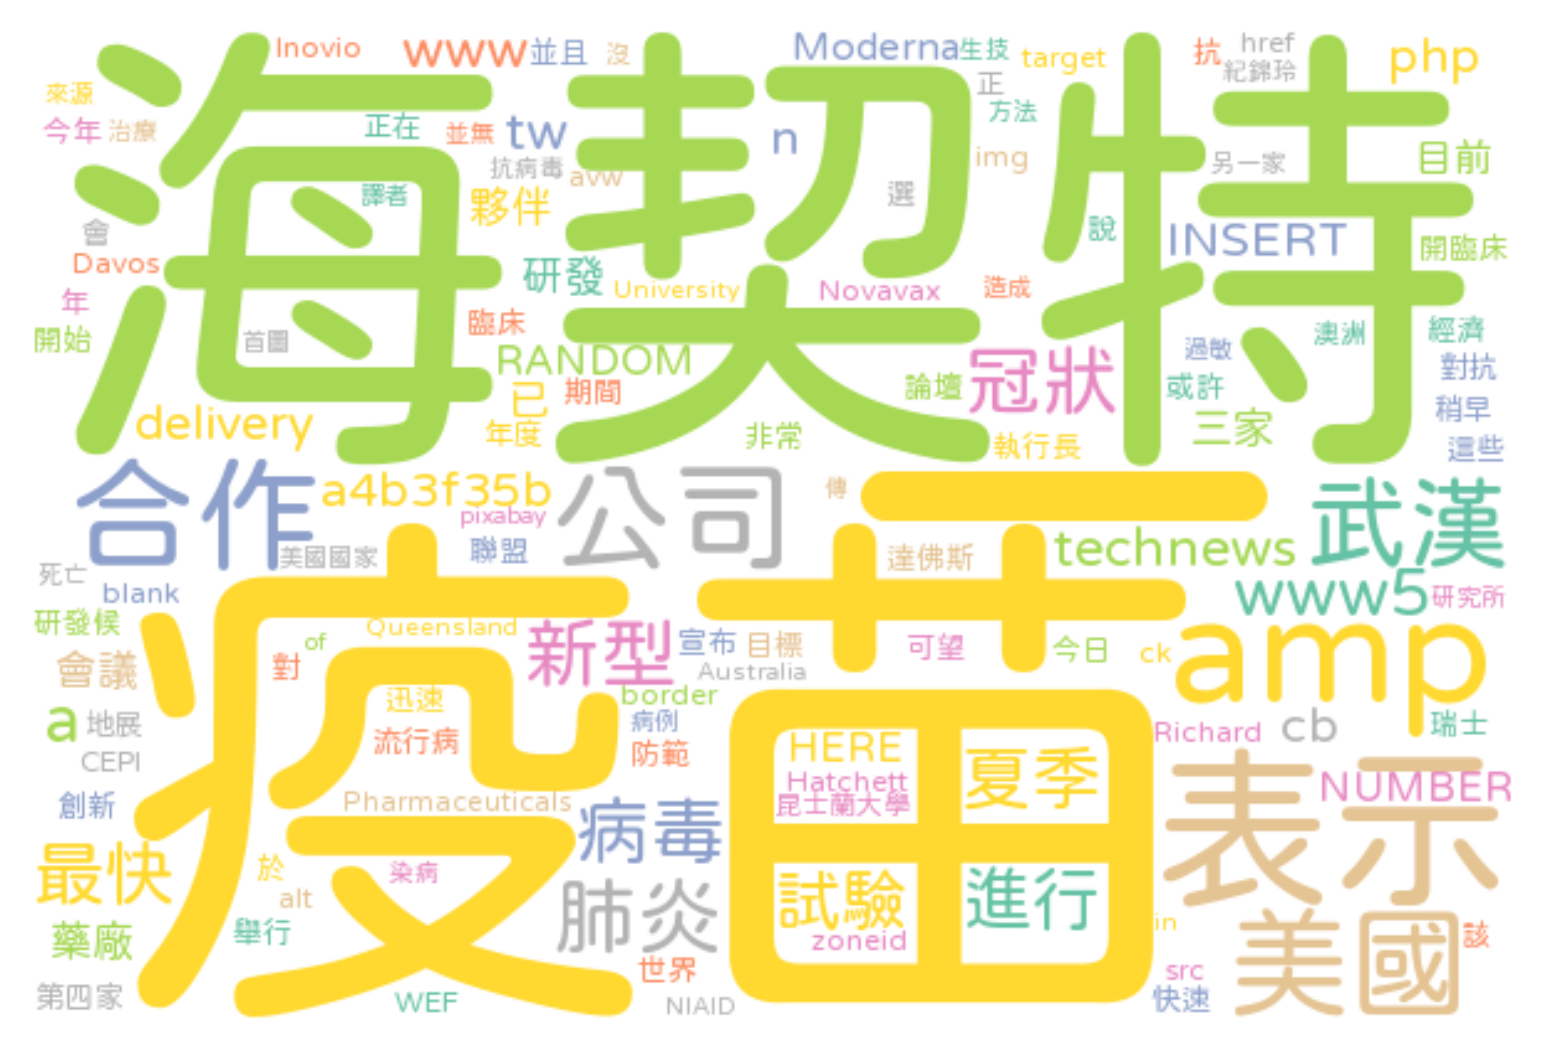 海契特
疫苗
Inovio
www
並且
沒
Moderna
生技
target
抗
href
紀錦玲
php
來源
今年
治療
正在
並無
tw
n
正
方法
抗病毒
avw
img
另一家
目前
譯者
夥伴
選
會
說
INSERT
開臨床
Davos
研發
University
Novavax
造成
年
開始
首圖
臨床
RANDOM
冠狀
過敏
澳洲
經濟
對抗
delivery
已
期間
年度
論壇
或許
稍早
非常
執行長
三家
這些
合作
a4b3f35b
pixabay
公司
傳
武漢
美國國家
聯盟
達佛斯
technews
死亡
blank
www5
研究所
研發候
Queensland
of
新型
宣布
目標
可望
今日
ck
amp
會議
對
Australia
迅速
border
a
地展
流行病
病例
防範
HERE
夏季
Richard
cb
瑞士
CEPI
Hatchett
昆士蘭大學
NUMBER
創新
Pharmaceuticals
病毒
表示
最快
於
染病
alt
肺炎
試驗
進行
藥廠
舉行
zoneid
in
美國
該
世界
src
第四家
WEF
NIAID
快速